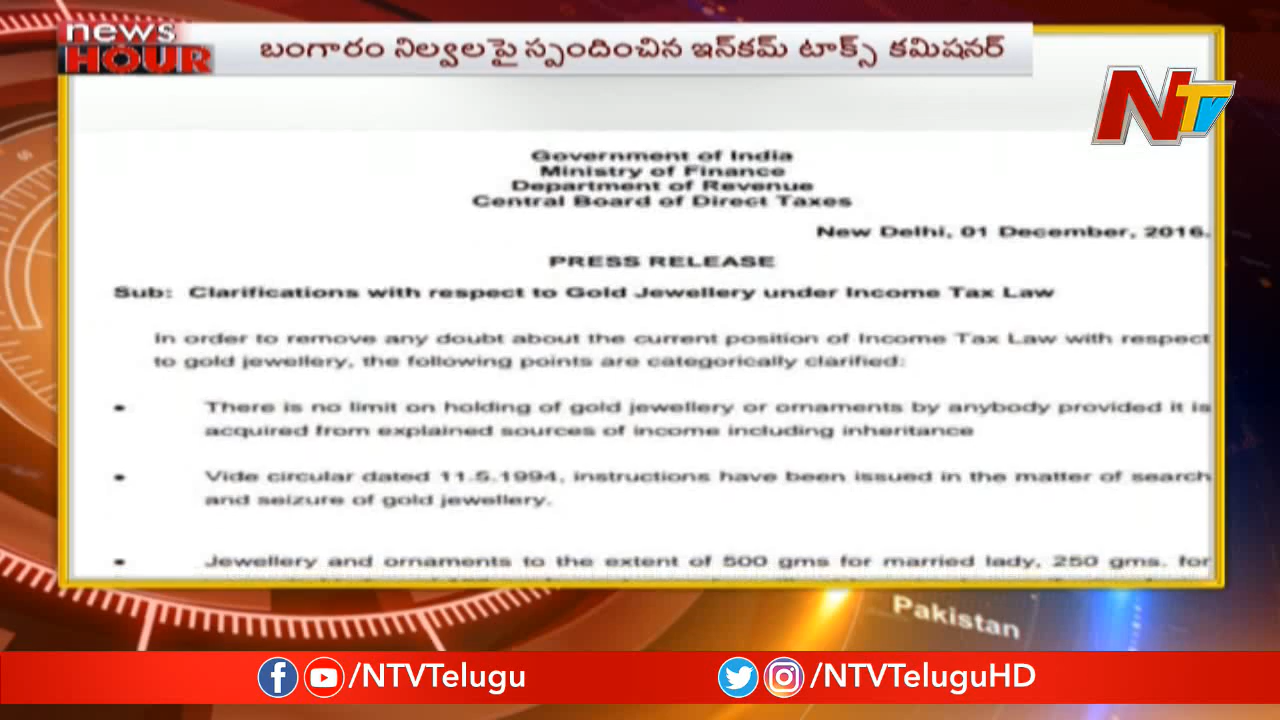 news
HOUR
బంగారం నిల్వలపై స్పందించిన ఇన్‌కమ్ టాక్స్ కమిషనర్
NTV
Government of India
Ministry of Finance
Department of Revenue
Central Board of Direct Taxes
New Delhi, 01 December, 2016.
PRESS RELEASE
Sub: Clarifications with respect to Gold Jewellery under Income Tax Law
In order to remove any doubt about the current position of Income Tax Law with respect
to gold jewellery, the following points are categorically clarified:
• There is no limit on holding of gold jewellery or ornaments by anybody provided it is
acquired from explained sources of income including inheritance
• Vide circular dated 11.5.1994, instructions have been issued in the matter of search
and seizure of gold jewellery.
• Jewellery and ornaments to the extent of 500 gms for married lady, 250 gms. for
Pakistan
/NTVTelugu
/NTVTeluguHD